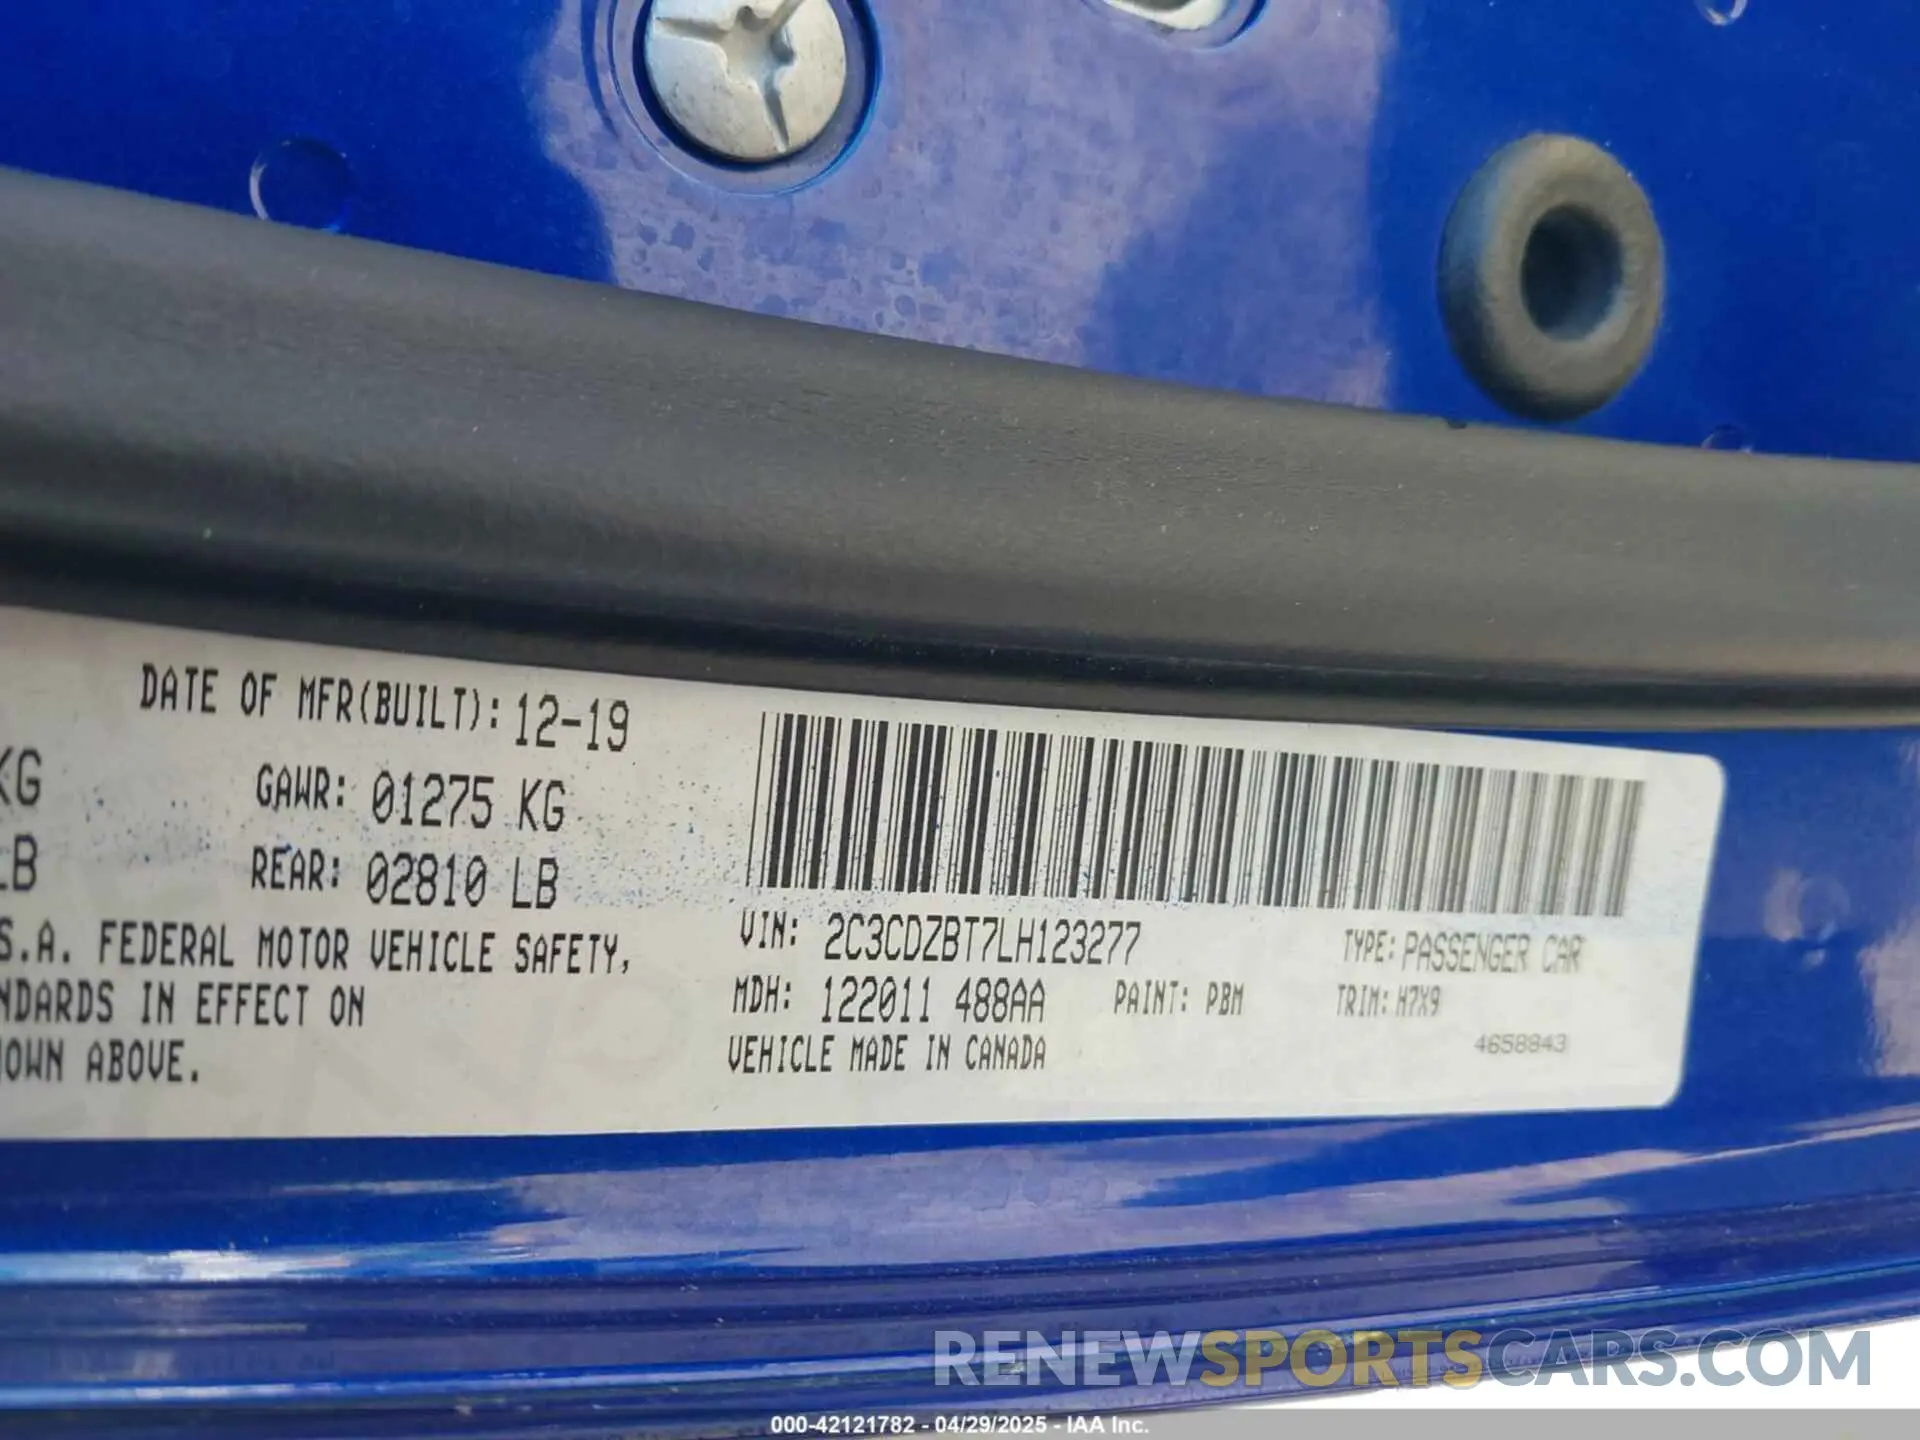 DATE OF MFR(BUILT): 12-19
KG GAWR: 01275 KG
LB REAR: 02810 LB
S.A. FEDERAL MOTOR VEHICLE SAFETY,
NDARDS IN EFFECT ON
OWN ABOVE.
VIN: 2C3CDZBT7LH123277 TYPE: PASSENGER CAR
MDH: 122011 488AA PAINT: PBM TRIM: H7X9
VEHICLE MADE IN CANADA 4658843
RENEWSPORTSCARS.COM
000-42121782 - 04/29/2025 - IAA Inc.